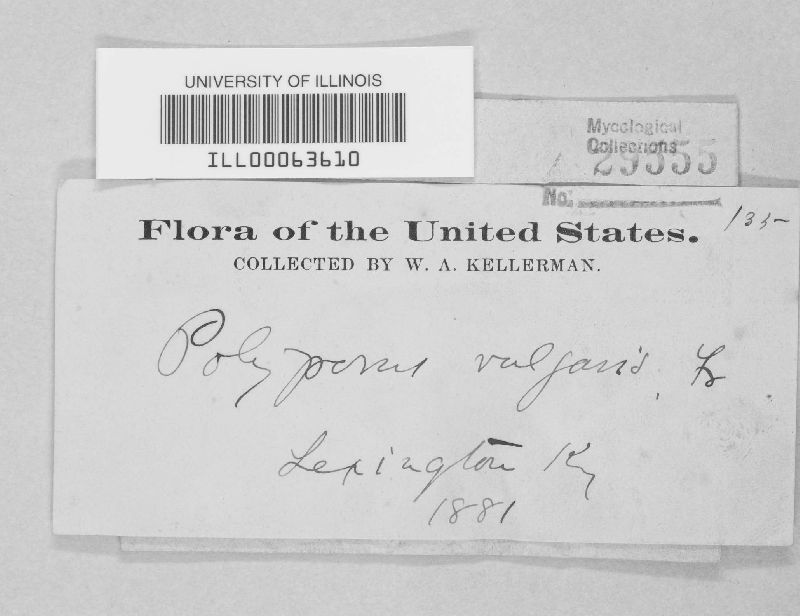 UNIVERSITY OF ILLINOIS
ILL00063610
Mycological
Collections
29555
No.
135
Flora of the United States.
COLLECTED BY W. A. KELLERMAN.
Polyporus vulgaris, Fr
Lexington Ky
1881